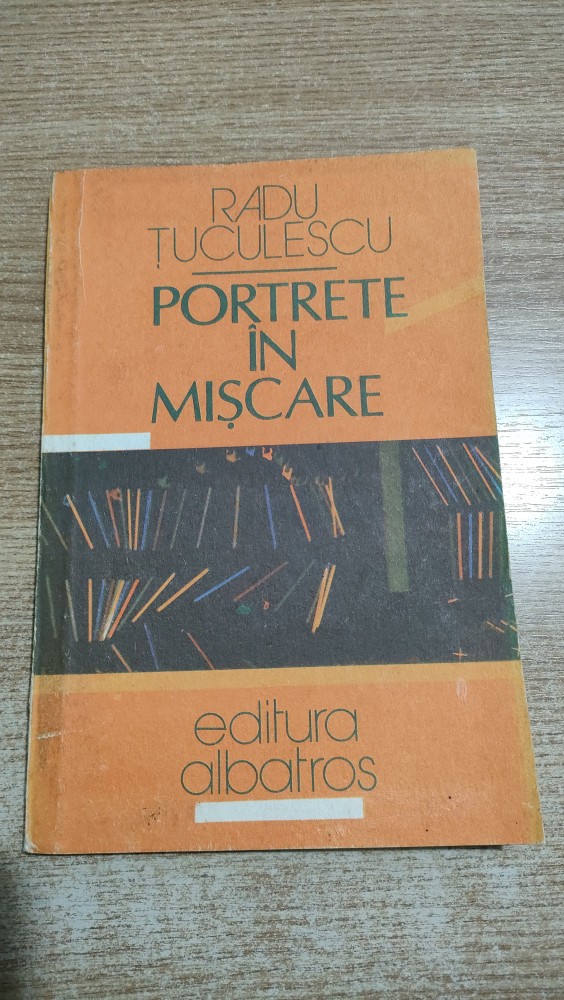 RADU
ȚUCULESCU
PORTRETE
ÎN
MIȘCARE
editura
albatros